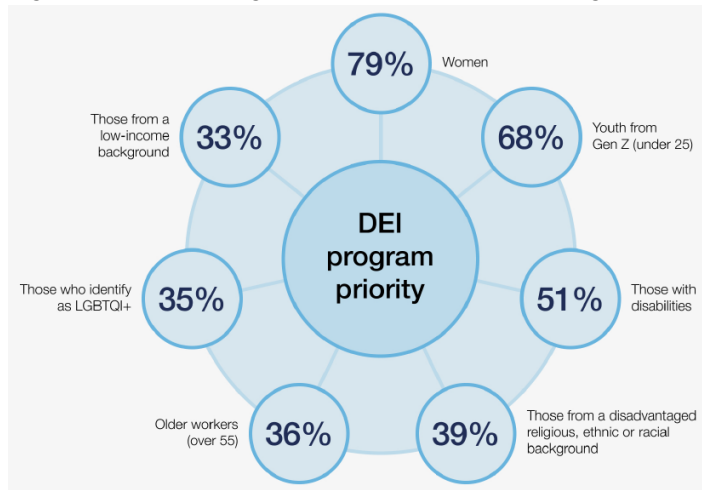 79%
Women
68%
Youth from
Gen Z (under 25)
51%
Those with
disabilities
39%
Those from a disadvantaged
religious, ethnic or racial
background
36%
Older workers
(over 55)
35%
Those who identify
as LGBTQI+
33%
Those from a
low-income
background
DEI
program
priority